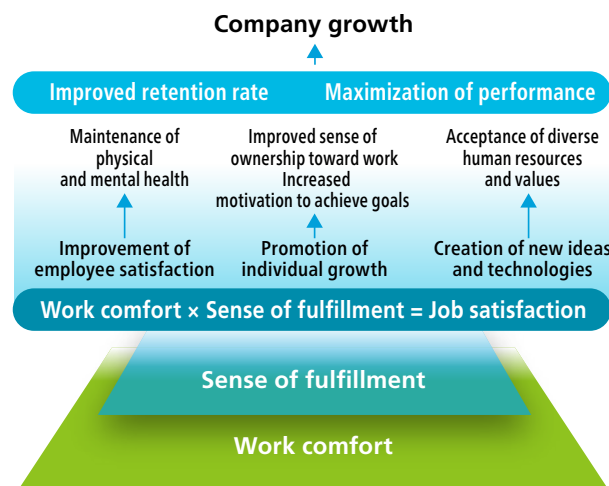 Company growth
Improved retention rate
Maximization of performance
Maintenance of
physical
and mental health
Improved sense of
ownership toward work
Increased
motivation to achieve goals
Acceptance of diverse
human resources
and values
Improvement of
employee satisfaction
Promotion of
individual growth
Creation of new ideas
and technologies
Work comfort × Sense of fulfillment = Job satisfaction
Sense of fulfillment
Work comfort